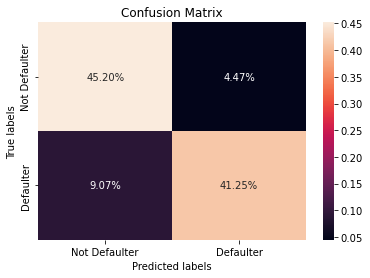 Confusion Matrix
True labels
Not Defaulter
45.20%
4.47%
Defaulter
9.07%
41.25%
Not Defaulter
Defaulter
Predicted labels
0.45
0.40
0.35
0.30
0.25
0.20
0.15
0.10
0.05